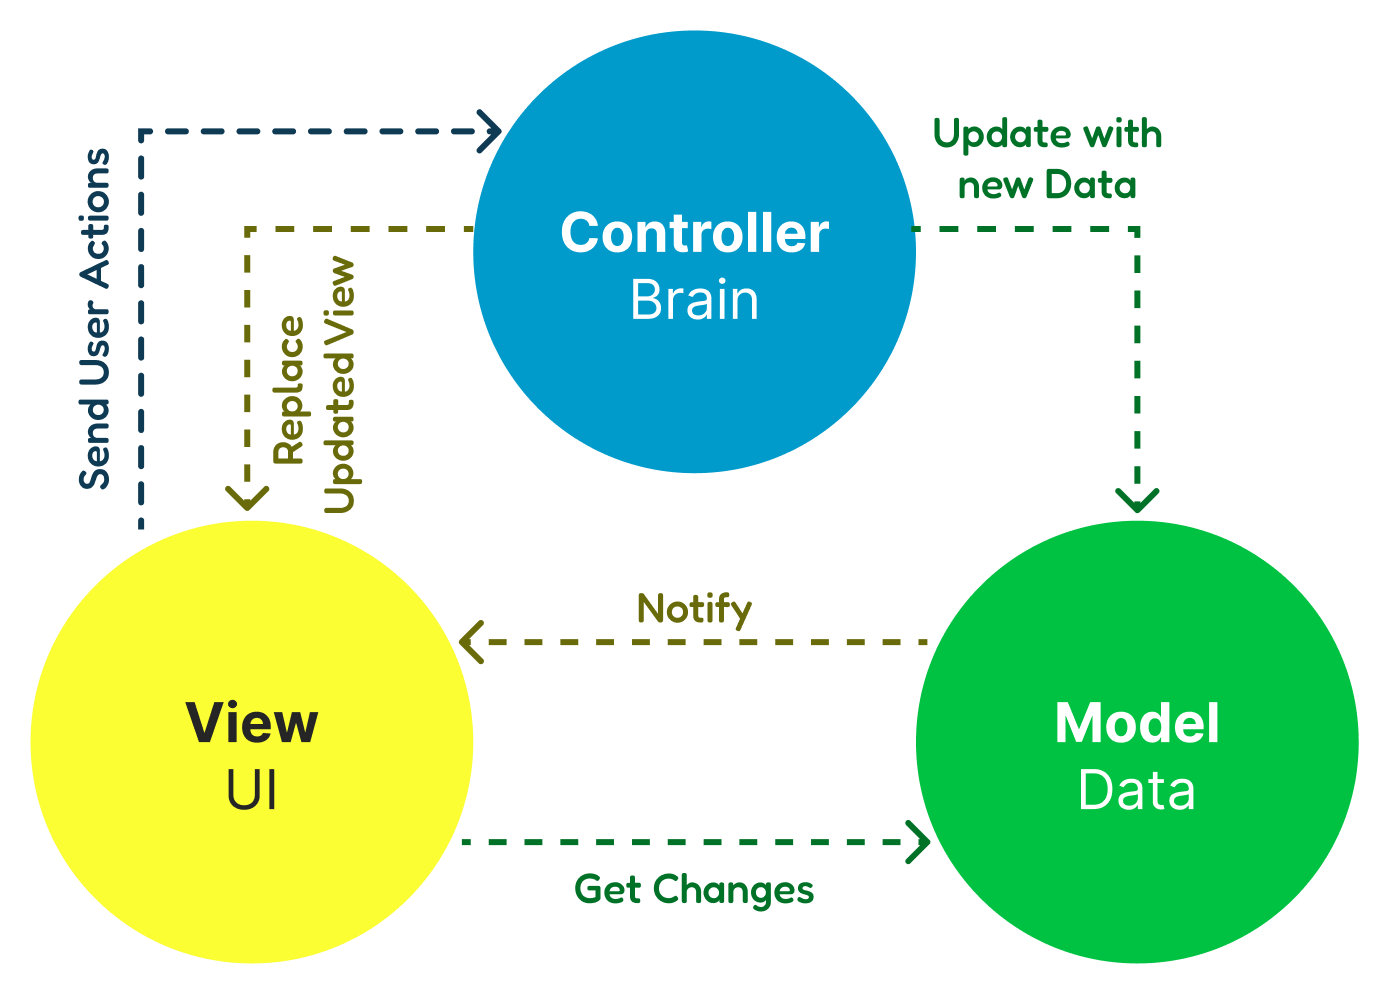 Update with
new Data
Controller
Brain
Send User Actions
Replace
Updated View
Notify
View
UI
Model
Data
Get Changes